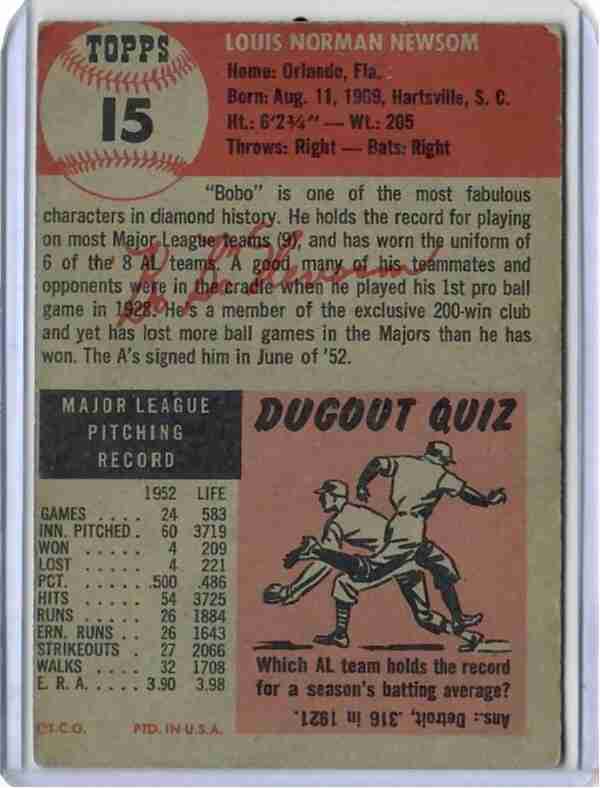 TOPPS
15
LOUIS NORMAN NEWSOM
Home: Orlando, Fla.
Born: Aug. 11, 1909, Hartsville, S. C.
Ht.: 6'2¾" — Wt.: 205
Throws: Right — Bats: Right
"Bobo" is one of the most fabulous
characters in diamond history. He holds the record for playing
on most Major League teams (9), and has worn the uniform of
6 of the 8 AL teams. A good many of his teammates and
opponents were in the cradle when he played his 1st pro ball
game in 1928. He's a member of the exclusive 200-win club
and yet has lost more ball games in the Majors than he has
won. The A's signed him in June of '52.
MAJOR LEAGUE
PITCHING
RECORD
1952 LIFE
GAMES .... 24 583
INN. PITCHED . 60 3719
WON ..... 4 209
LOST ..... 4 221
PCT. ..... .500 .486
HITS ..... 54 3725
RUNS ..... 26 1884
ERN. RUNS .. 26 1643
STRIKEOUTS . 27 2066
WALKS .... 32 1708
E. R. A. .... 3.90 3.98
©T.C.G. PTD. IN U.S.A.
DUGOUT QUIZ
Which AL team holds the record
for a season's batting average?
Ans.: Detroit, .316 in 1921.